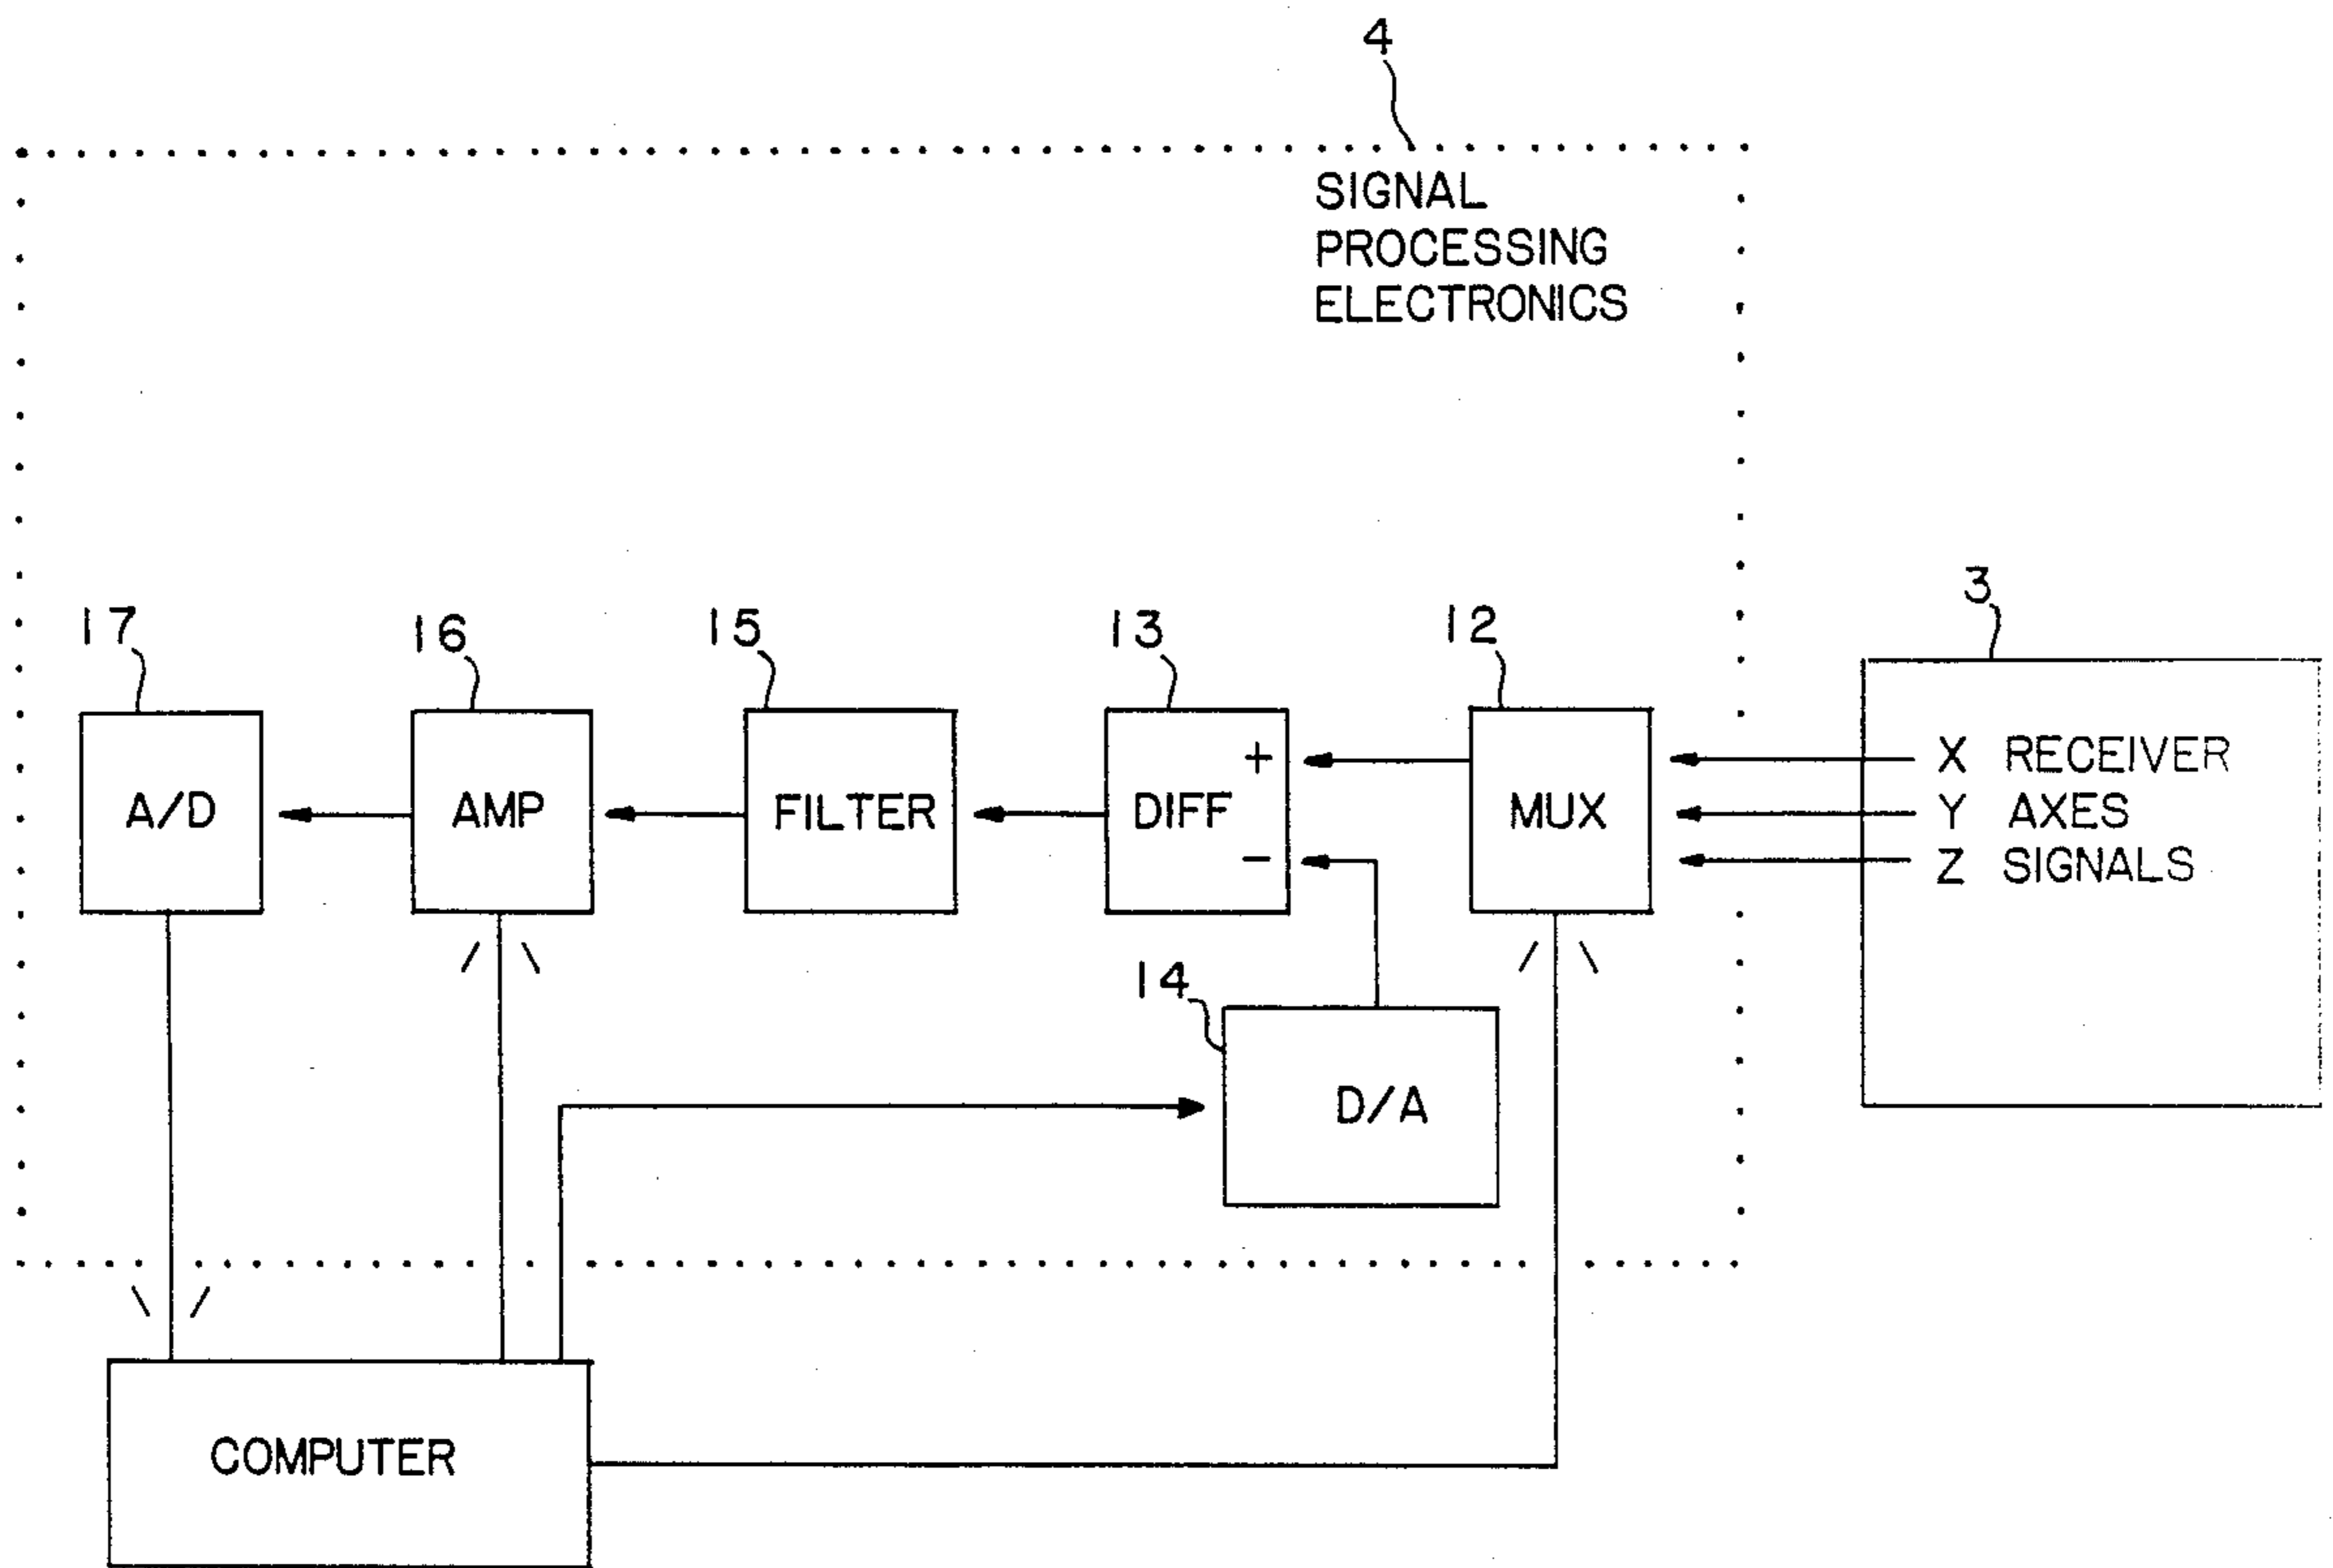 4
SIGNAL
PROCESSING
ELECTRONICS
17
16
15
13
12
3
A/D
AMP
FILTER
+
DIFF
-
MUX
X RECEIVER
Y AXES
Z SIGNALS
14
D/A
COMPUTER